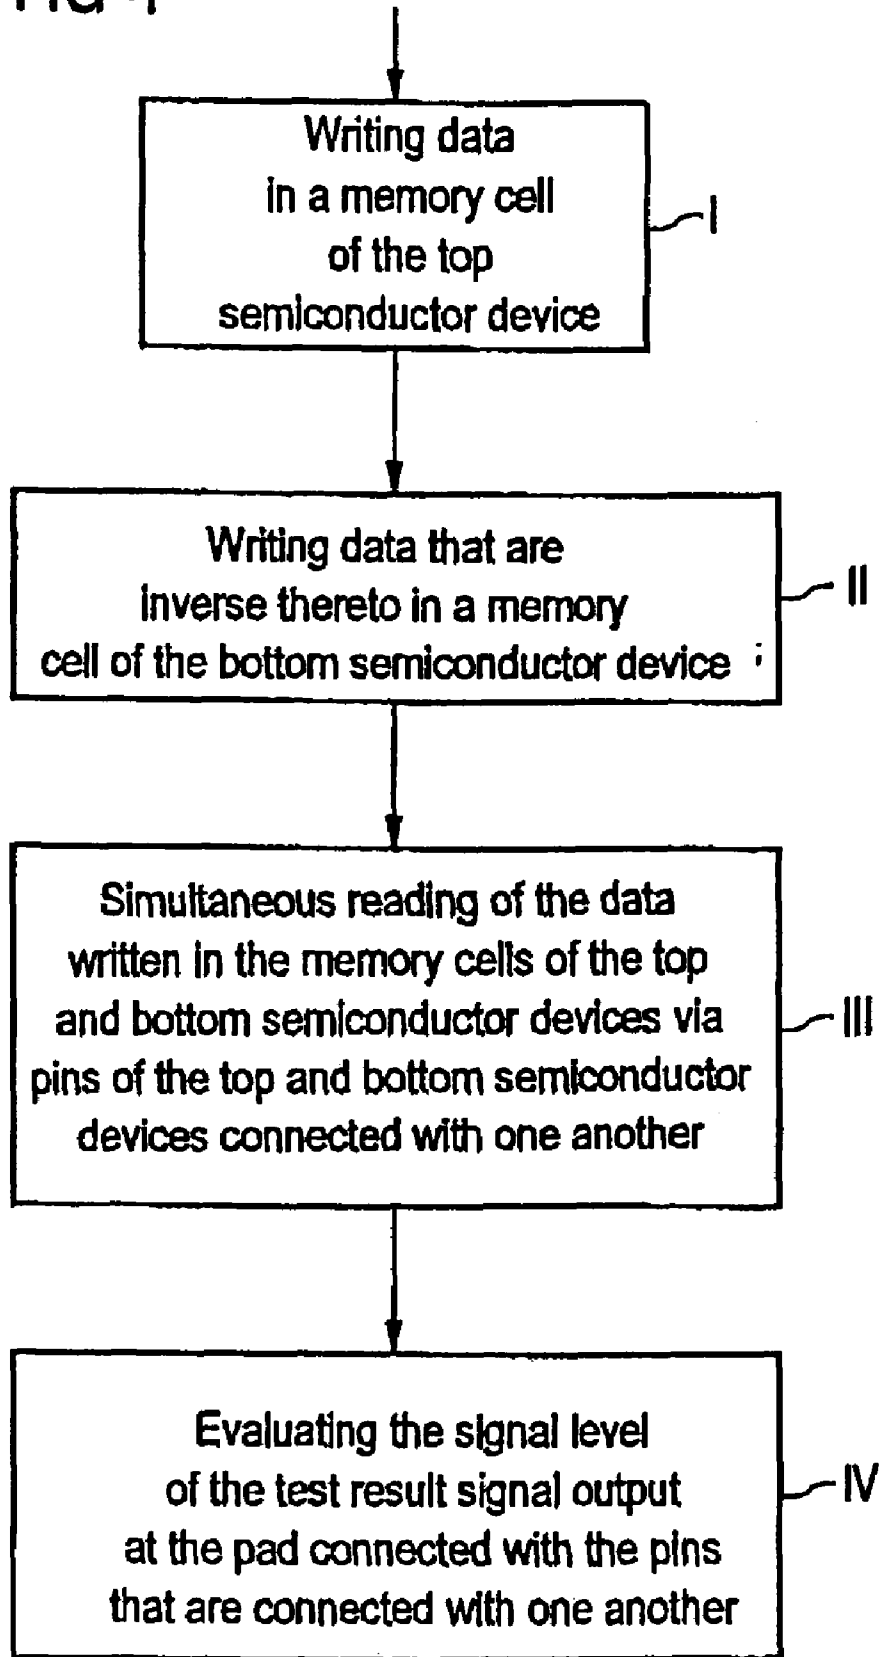 Writing data
in a memory cell
of the top
semiconductor device
I
Writing data that are
inverse thereto in a memory
cell of the bottom semiconductor device
II
Simultaneous reading of the data
written in the memory cells of the top
and bottom semiconductor devices via
pins of the top and bottom semiconductor
devices connected with one another
III
Evaluating the signal level
of the test result signal output
at the pad connected with the pins
that are connected with one another
IV